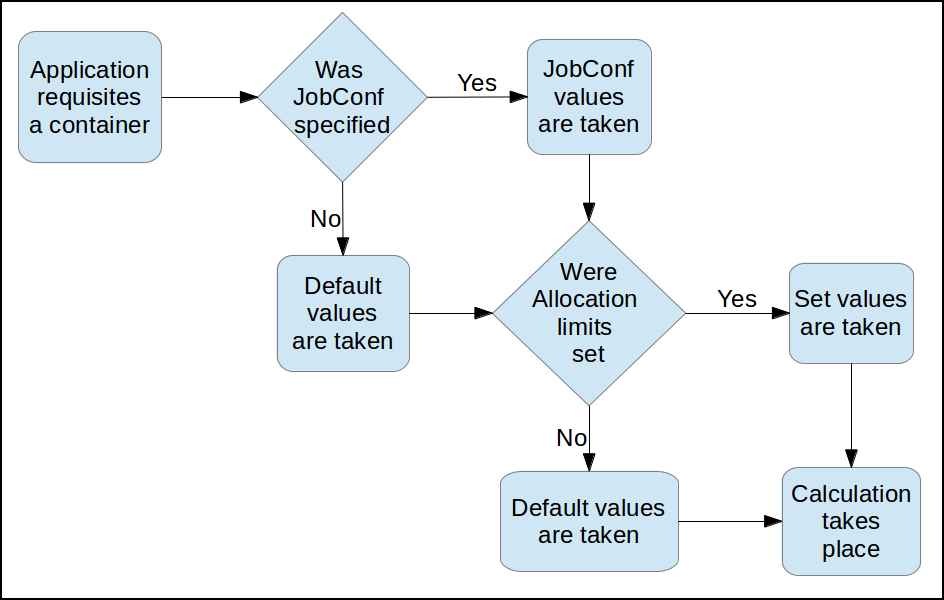 Application
requisites
a container
Was
JobConf
specified
Yes
JobConf
values
are taken
No
Default
values
are taken
Were
Allocation
limits
set
Yes
Set values
are taken
No
Default values
are taken
Calculation
takes
place